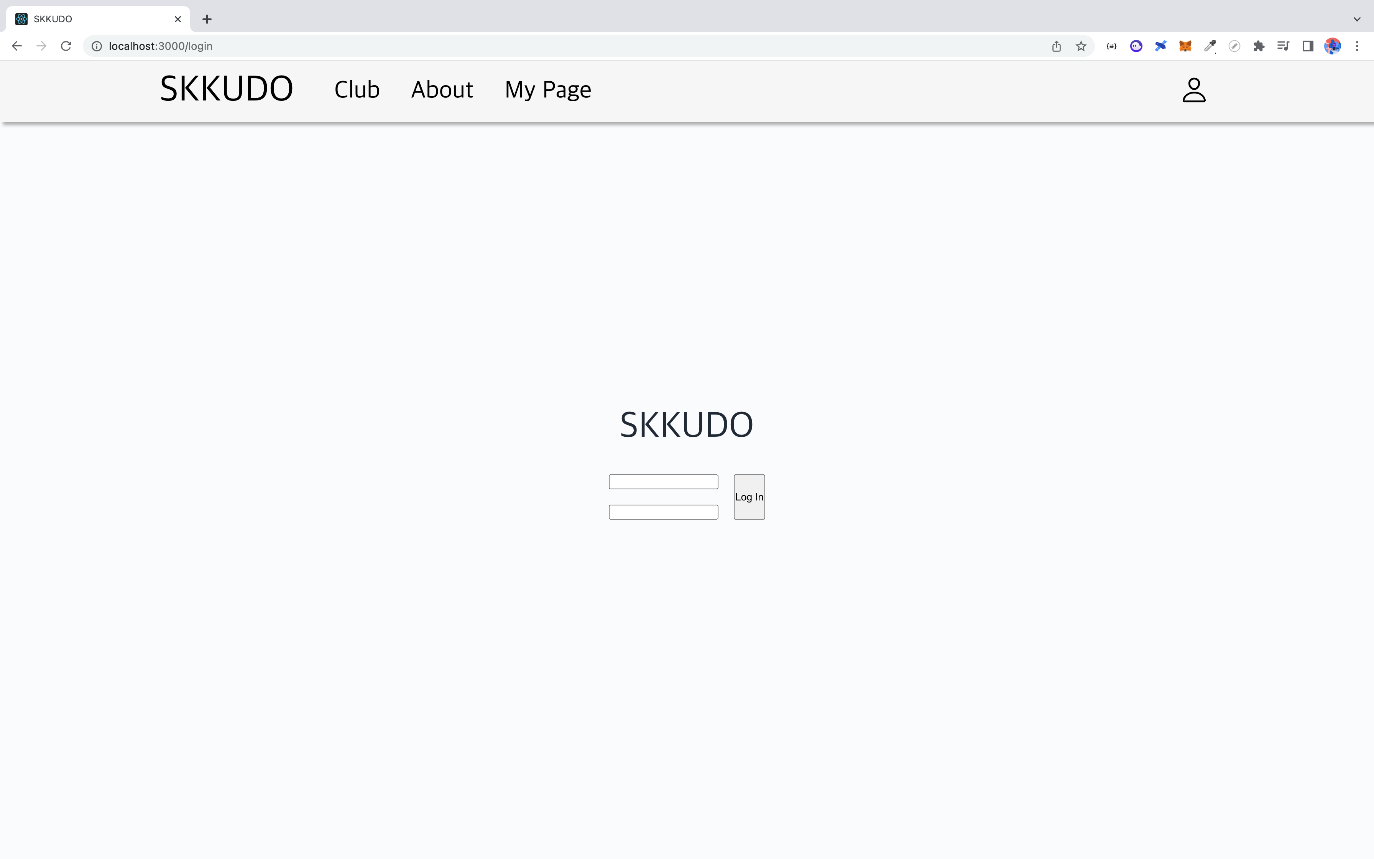 SKKUDO
localhost:3000/login
SKKUDO Club About My Page
SKKUDO
Log In